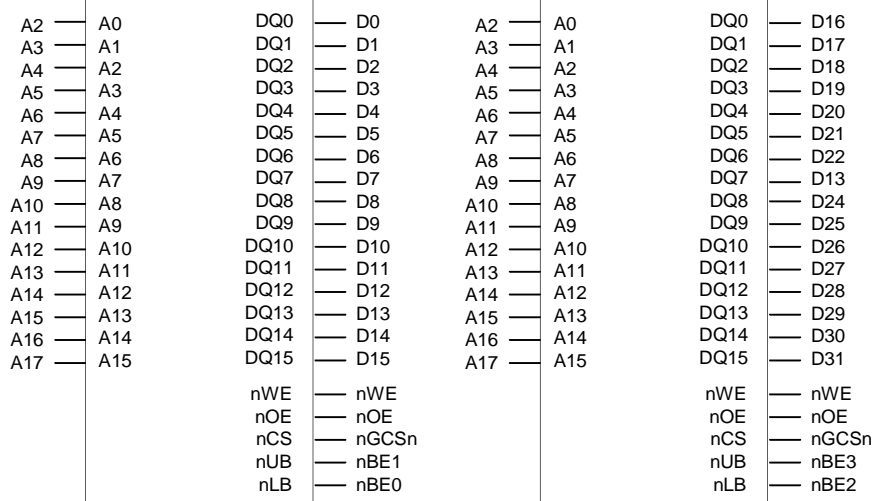 A2 A0 DQ0 D0 A2 A0 DQ0 D16
A3 A1 DQ1 D1 A3 A1 DQ1 D17
A4 A2 DQ2 D2 A4 A2 DQ2 D18
A5 A3 DQ3 D3 A5 A3 DQ3 D19
A6 A4 DQ4 D4 A6 A4 DQ4 D20
A7 A5 DQ5 D5 A7 A5 DQ5 D21
A8 A6 DQ6 D6 A8 A6 DQ6 D22
A9 A7 DQ7 D7 A9 A7 DQ7 D13
A10 A8 DQ8 D8 A10 A8 DQ8 D24
A11 A9 DQ9 D9 A11 A9 DQ9 D25
A12 A10 DQ10 D10 A12 A10 DQ10 D26
A13 A11 DQ11 D11 A13 A11 DQ11 D27
A14 A12 DQ12 D12 A14 A12 DQ12 D28
A15 A13 DQ13 D13 A15 A13 DQ13 D29
A16 A14 DQ14 D14 A16 A14 DQ14 D30
A17 A15 DQ15 D15 A17 A15 DQ15 D31
nWE nWE nWE nWE
nOE nOE nOE nOE
nCS nGCSn nCS nGCSn
nUB nBE1 nUB nBE3
nLB nBE0 nLB nBE2